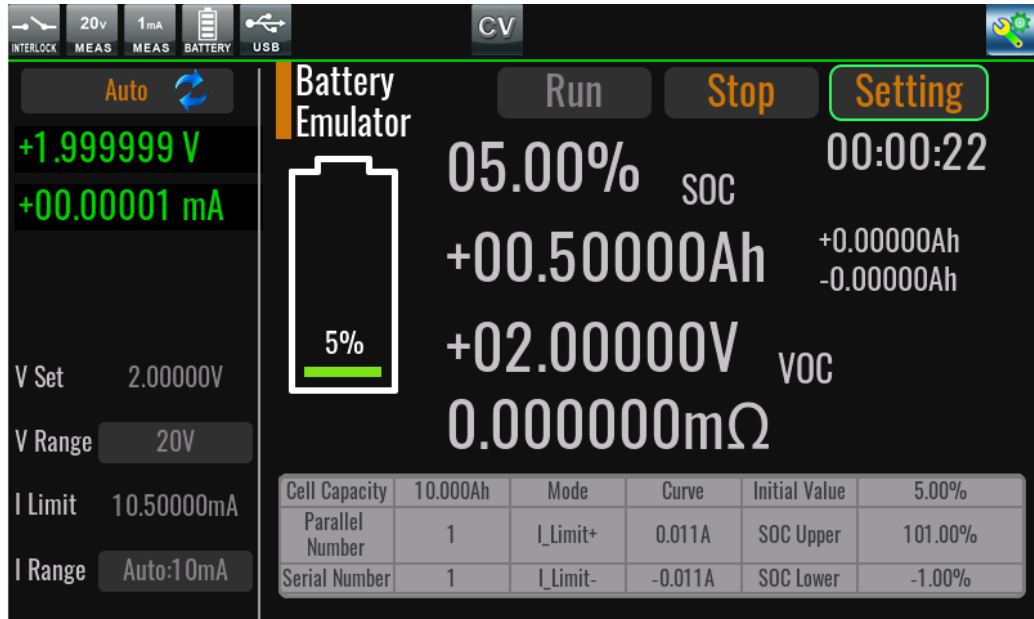 20V 1mA CV
INTERLOCK MEAS MEAS BATTERY USB
Auto
+1.999999 V
+00.00001 mA
V Set 2.00000V
V Range 20V
I Limit 10.50000mA
I Range Auto:10mA
Battery
Emulator
Run Stop Setting
05.00% SOC 00:00:22
+00.50000Ah
+0.00000Ah
-0.00000Ah
5%
+02.00000V VOC
0.000000mΩ
Cell Capacity 10.000Ah Mode Curve Initial Value 5.00%
Parallel
Number 1 I_Limit+ 0.011A SOC Upper 101.00%
Serial Number 1 I_Limit- -0.011A SOC Lower -1.00%